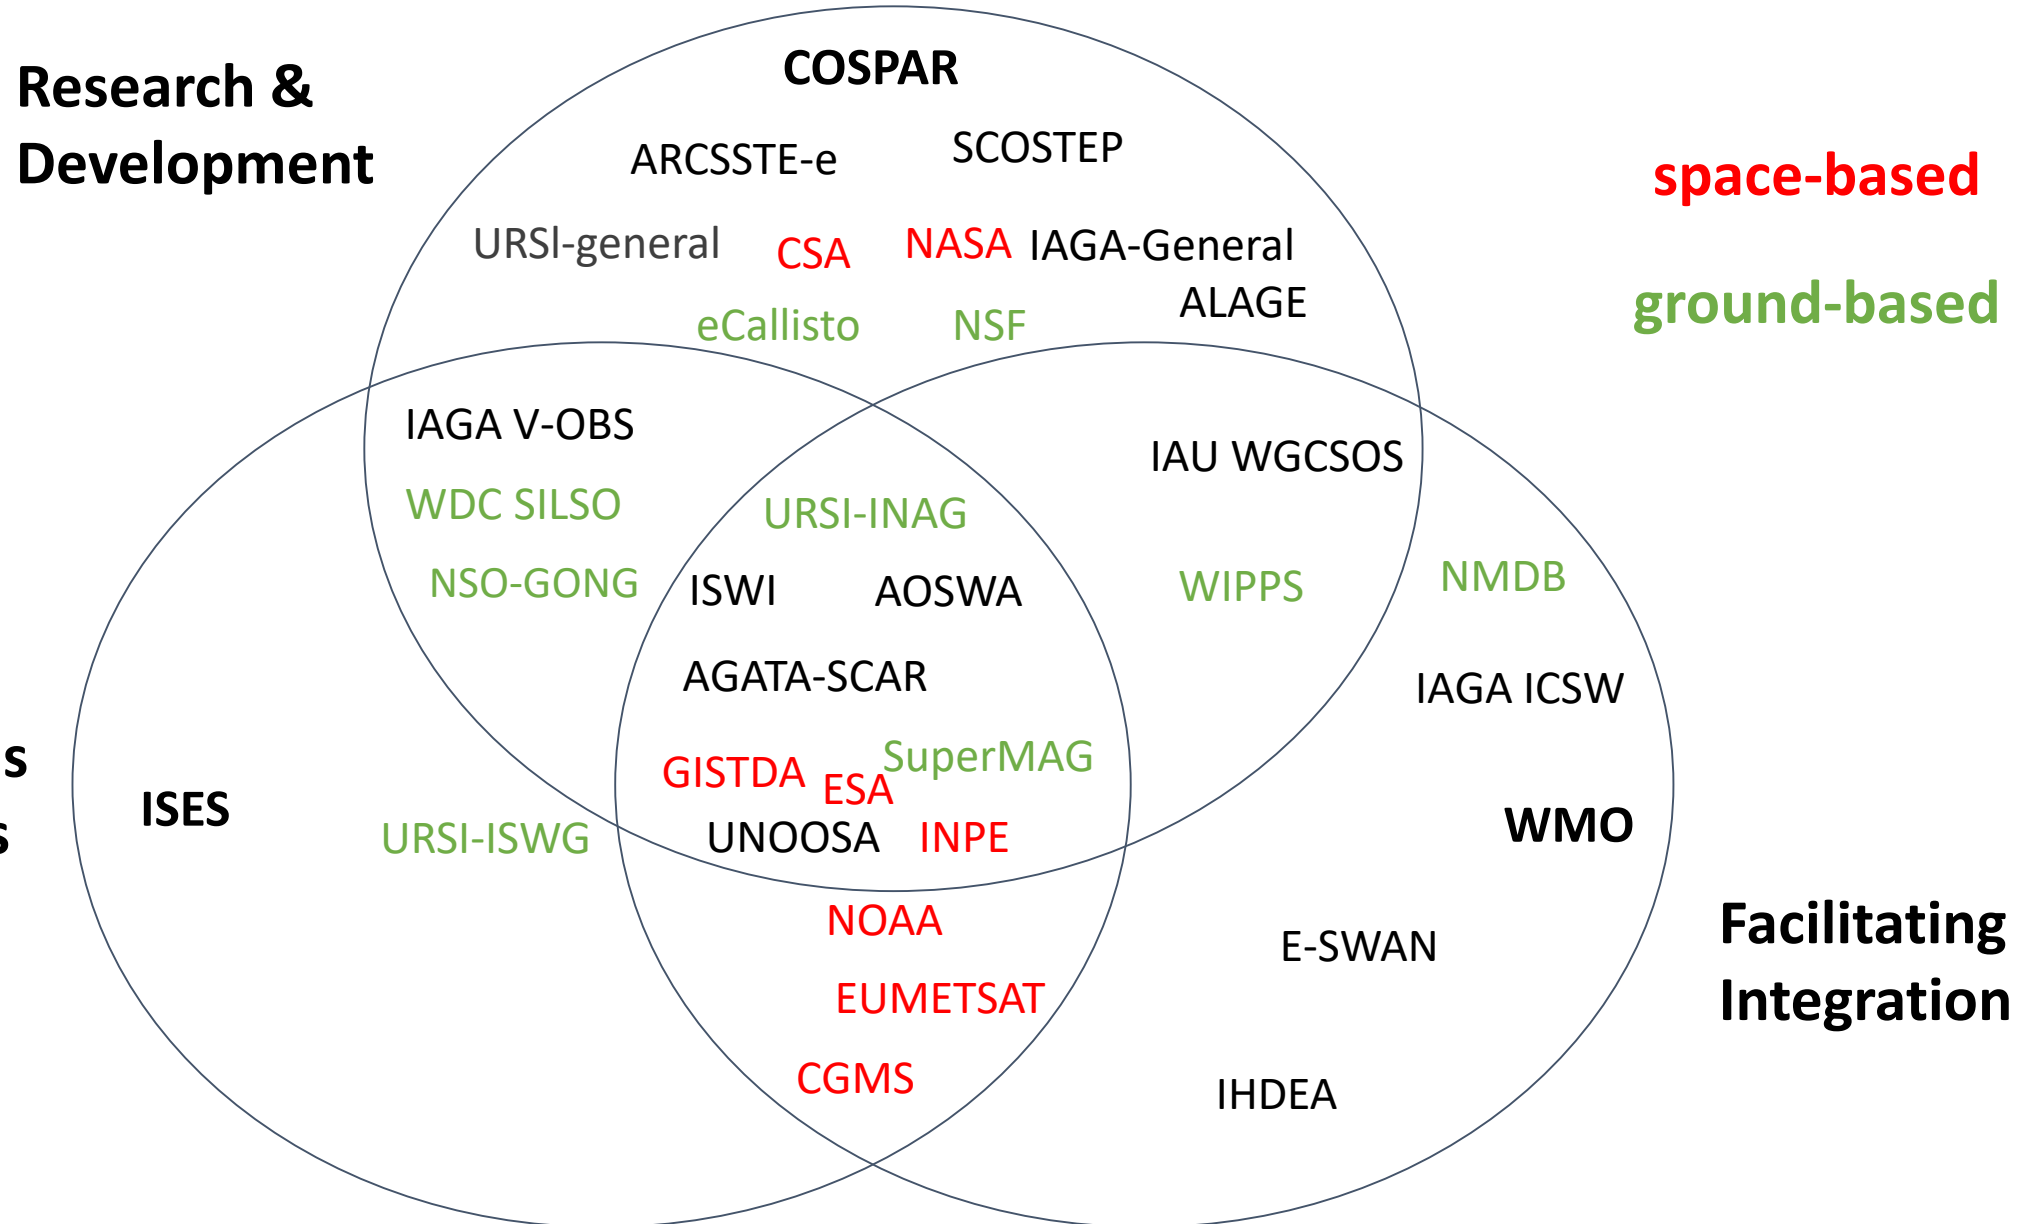 Research &
Development
COSPAR
ARCSSTE-e
SCOSTEP
space-based
ground-based
URSl-general
CSA
NASA
IAGA-General
ALAGE
eCallisto
NSF
IAGA V-OBS
WDC SILSO
NSO-GONG
IAU WGCSOS
WIPPS
URSI-INAG
ISWI
AOSWA
AGATA-SCAR
SuperMAG
GISTDA
ESA
UNOOSA
INPE
NMDB
IAGA ICSW
WMO
s
s
ISES
URSI-ISWG
NOAA
EUMETSAT
CGMS
E-SWAN
IHDEA
Facilitating
Integration